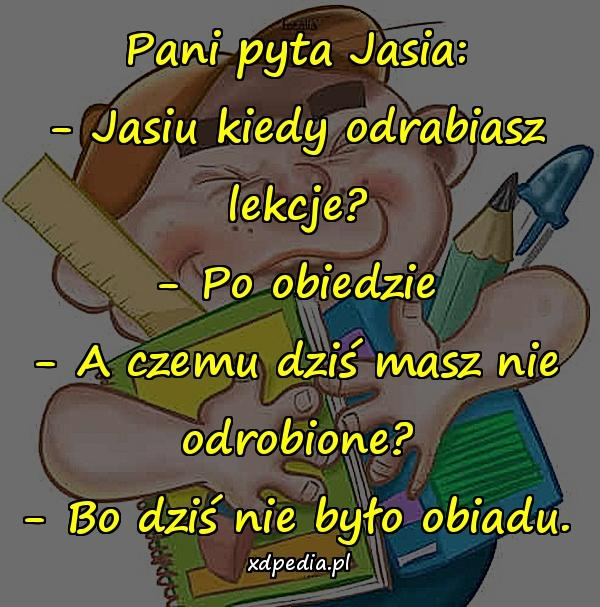 Pani pyta Jasia:
- Jasiu kiedy odrabiasz
lekcje?
- Po obiedzie
- A czemu dziś masz nie
odrobione?
- Bo dziś nie było obiadu.
xdpedia.pl